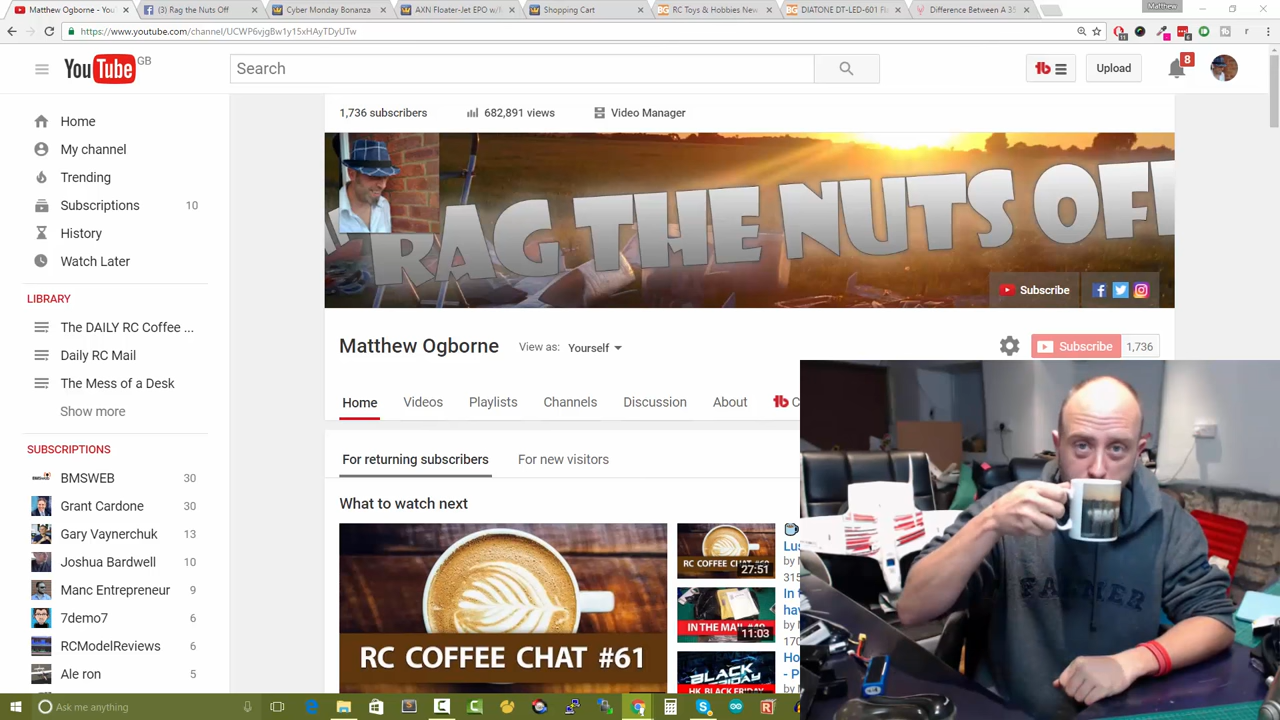 Matthew Ogborne - You
(3) Rag the Nuts Off
Cyber Monday Bonanza
AXN Floater-Jet EPO w/
Shopping Cart
RC Toys & Hobbies New
DIATONE DT-LED-601
Difference Between A 35
Matthew
https://www.youtube.com/channel/UCWP6vjgBw1y15xHAyTDyUTw
YouTube GB
Search
Upload
8
1,736 subscribers
682,891 views
Video Manager
Home
My channel
Trending
Subscriptions 10
History
Watch Later
LIBRARY
The DAILY RC Coffee ...
Daily RC Mail
The Mess of a Desk
Show more
SUBSCRIPTIONS
BMSWEB 30
Grant Cardone 30
Gary Vaynerchuk 13
Joshua Bardwell 10
Manc Entrepreneur 9
7demo7 6
RCModelReviews 6
Ale ron 5
RAG THE NUTS OFF
Subscribe
Matthew Ogborne
View as: Yourself
Subscribe 1,736
Home
Videos
Playlists
Channels
Discussion
About
For returning subscribers
For new visitors
What to watch next
RC COFFEE CHAT #61
27:51
IN THE MAIL #49
11:03
BLACK
HK BLACK FRIDAY
Ask me anything